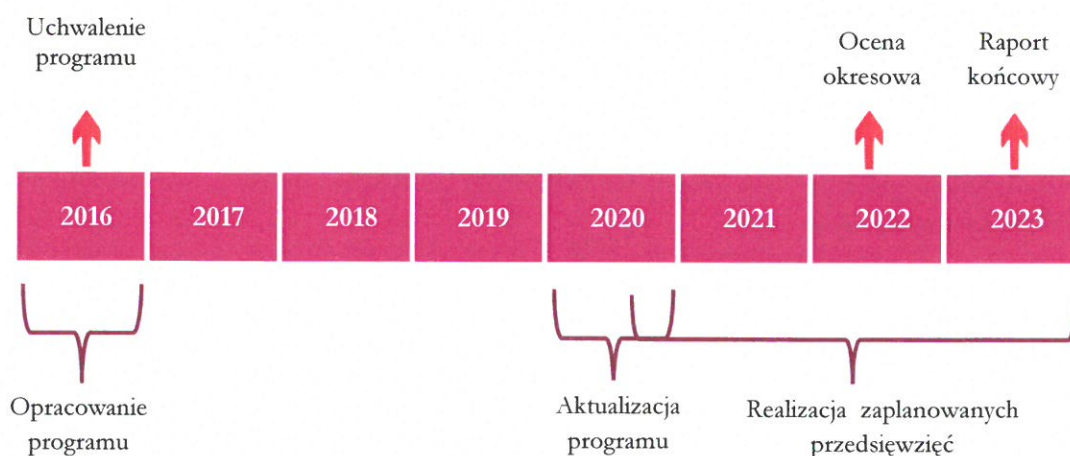 Uchwalenie
programu
Ocena
okresowa
Raport
końcowy
2016
2017
2018
2019
2020
2021
2022
2023
Opracowanie
programu
Aktualizacja
programu
Realizacja zaplanowanych
przedsięwzięć